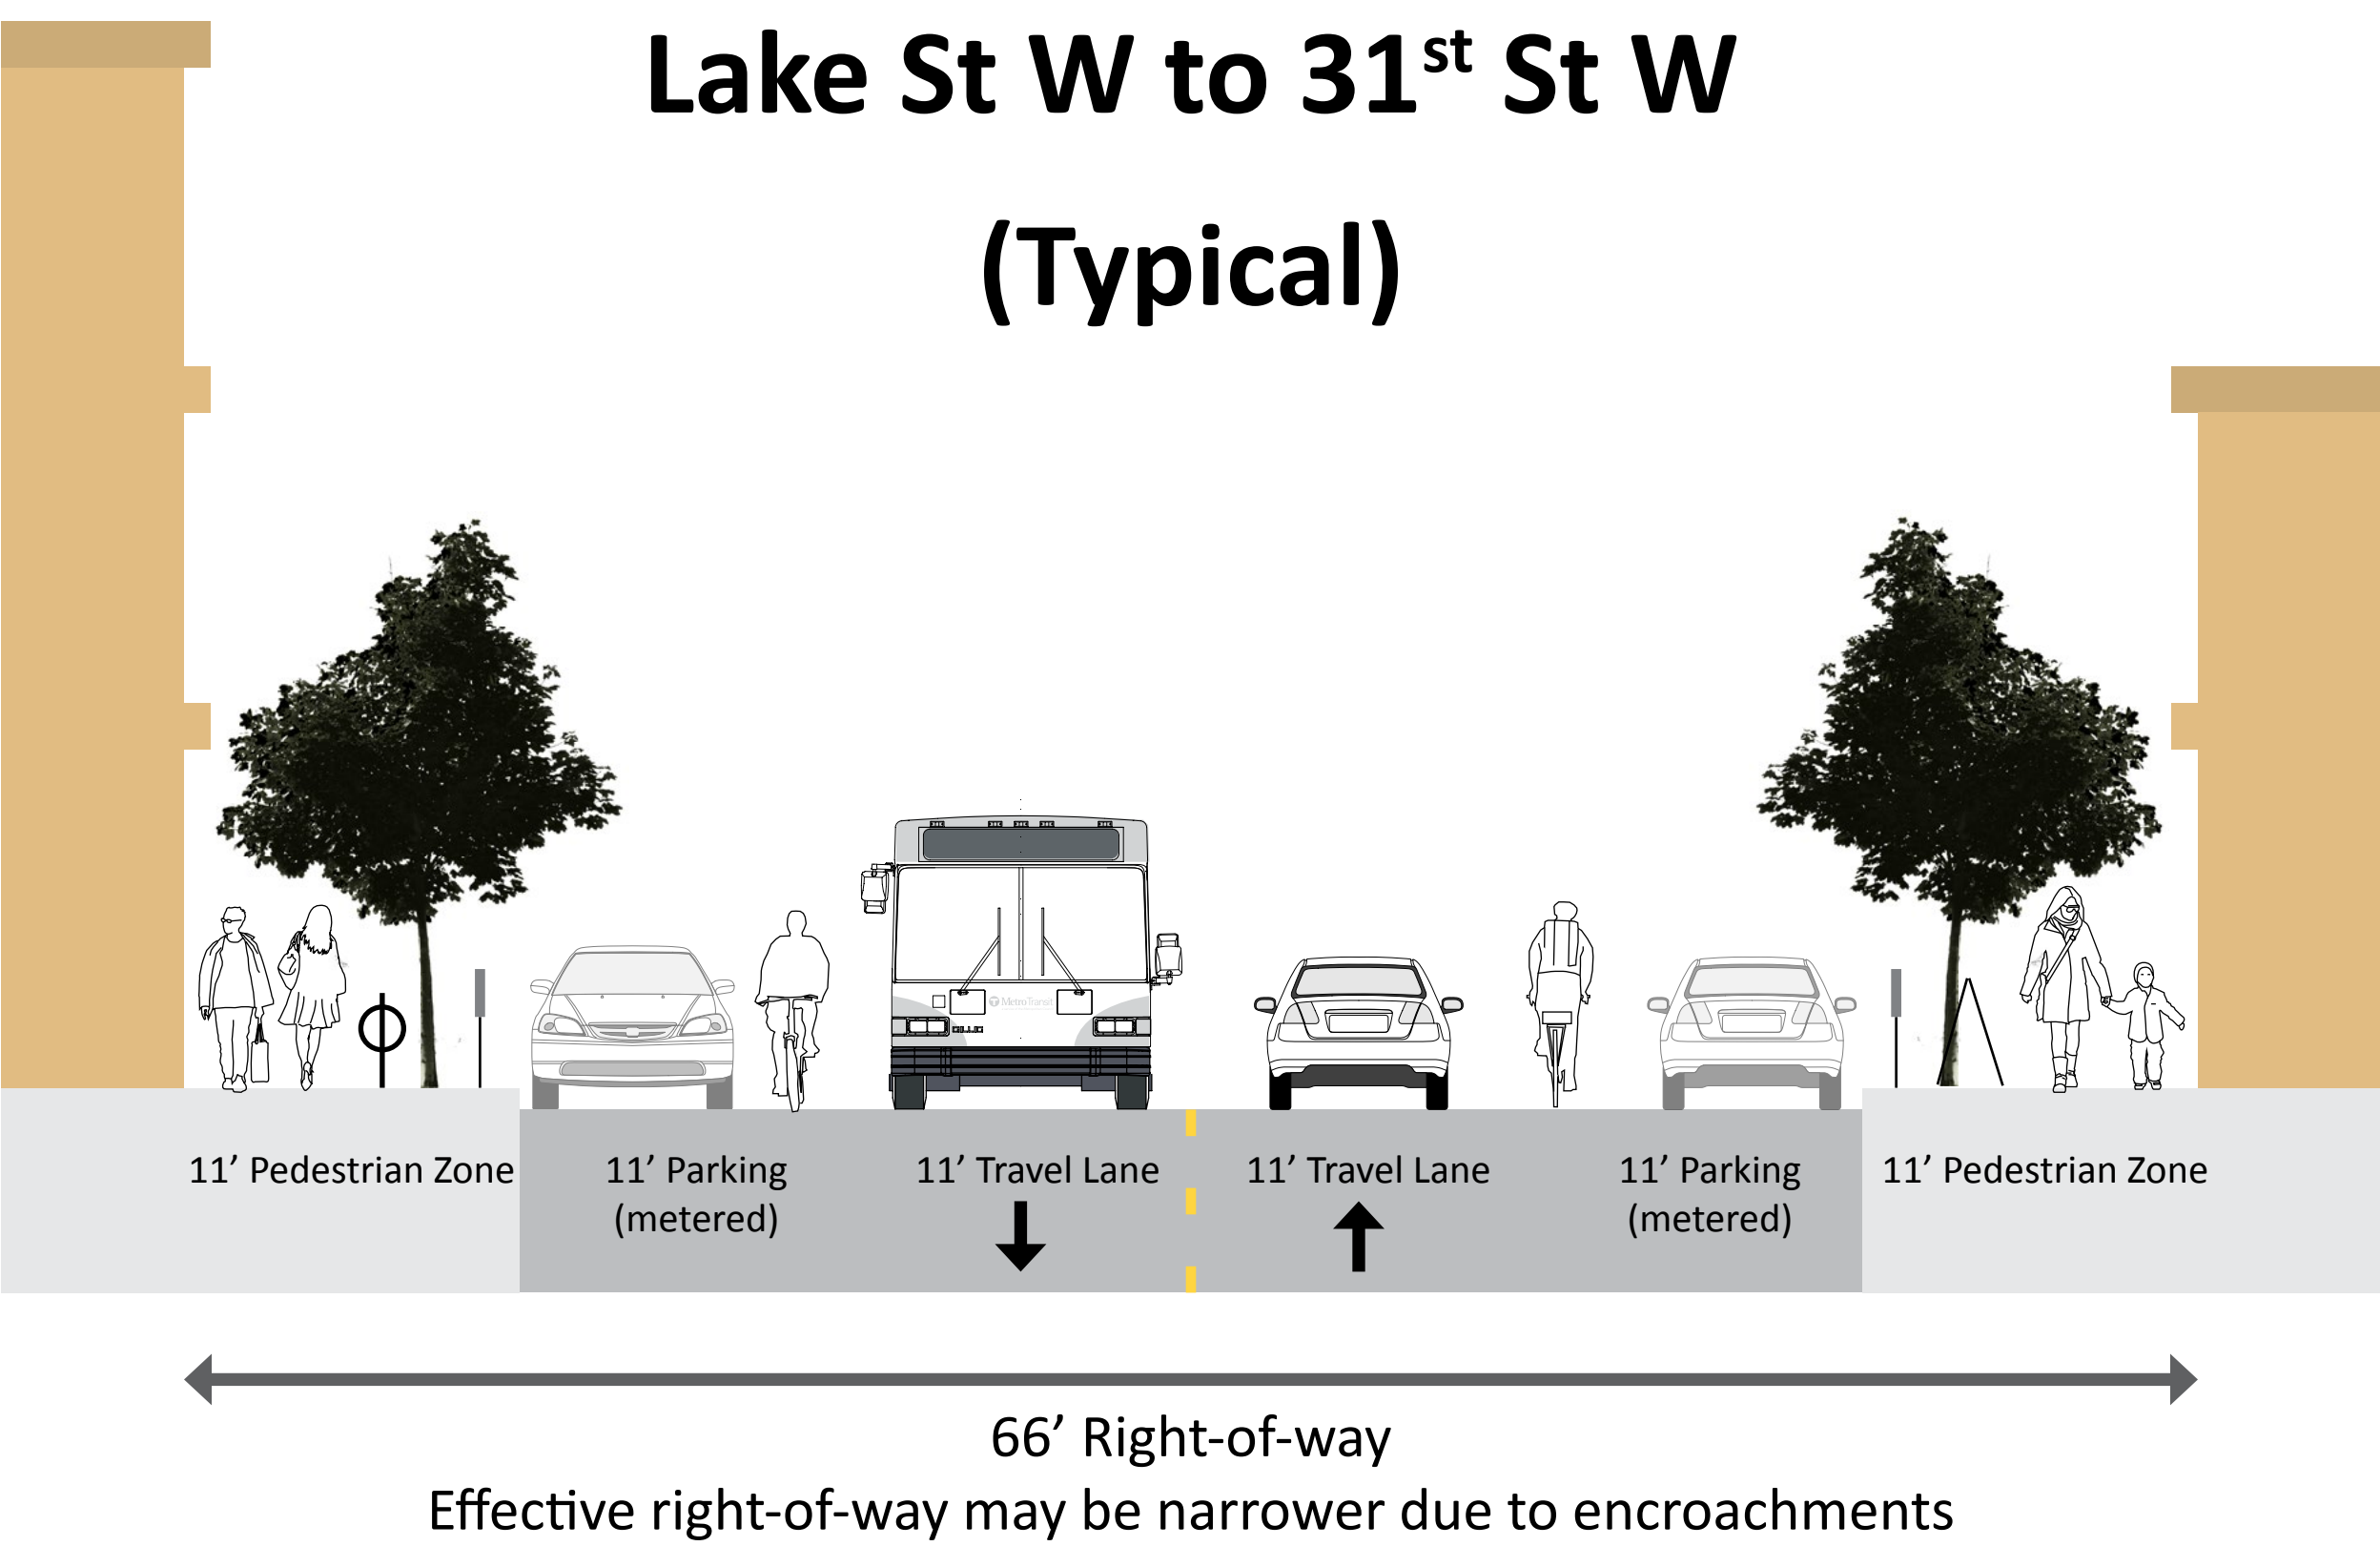 Lake St W to 31st St W
(Typical)
MetroTransit
11’ Pedestrian Zone
11’ Parking
(metered)
11’ Travel Lane
11’ Travel Lane
11’ Parking
(metered)
11’ Pedestrian Zone
66’ Right-of-way
Effective right-of-way may be narrower due to encroachments